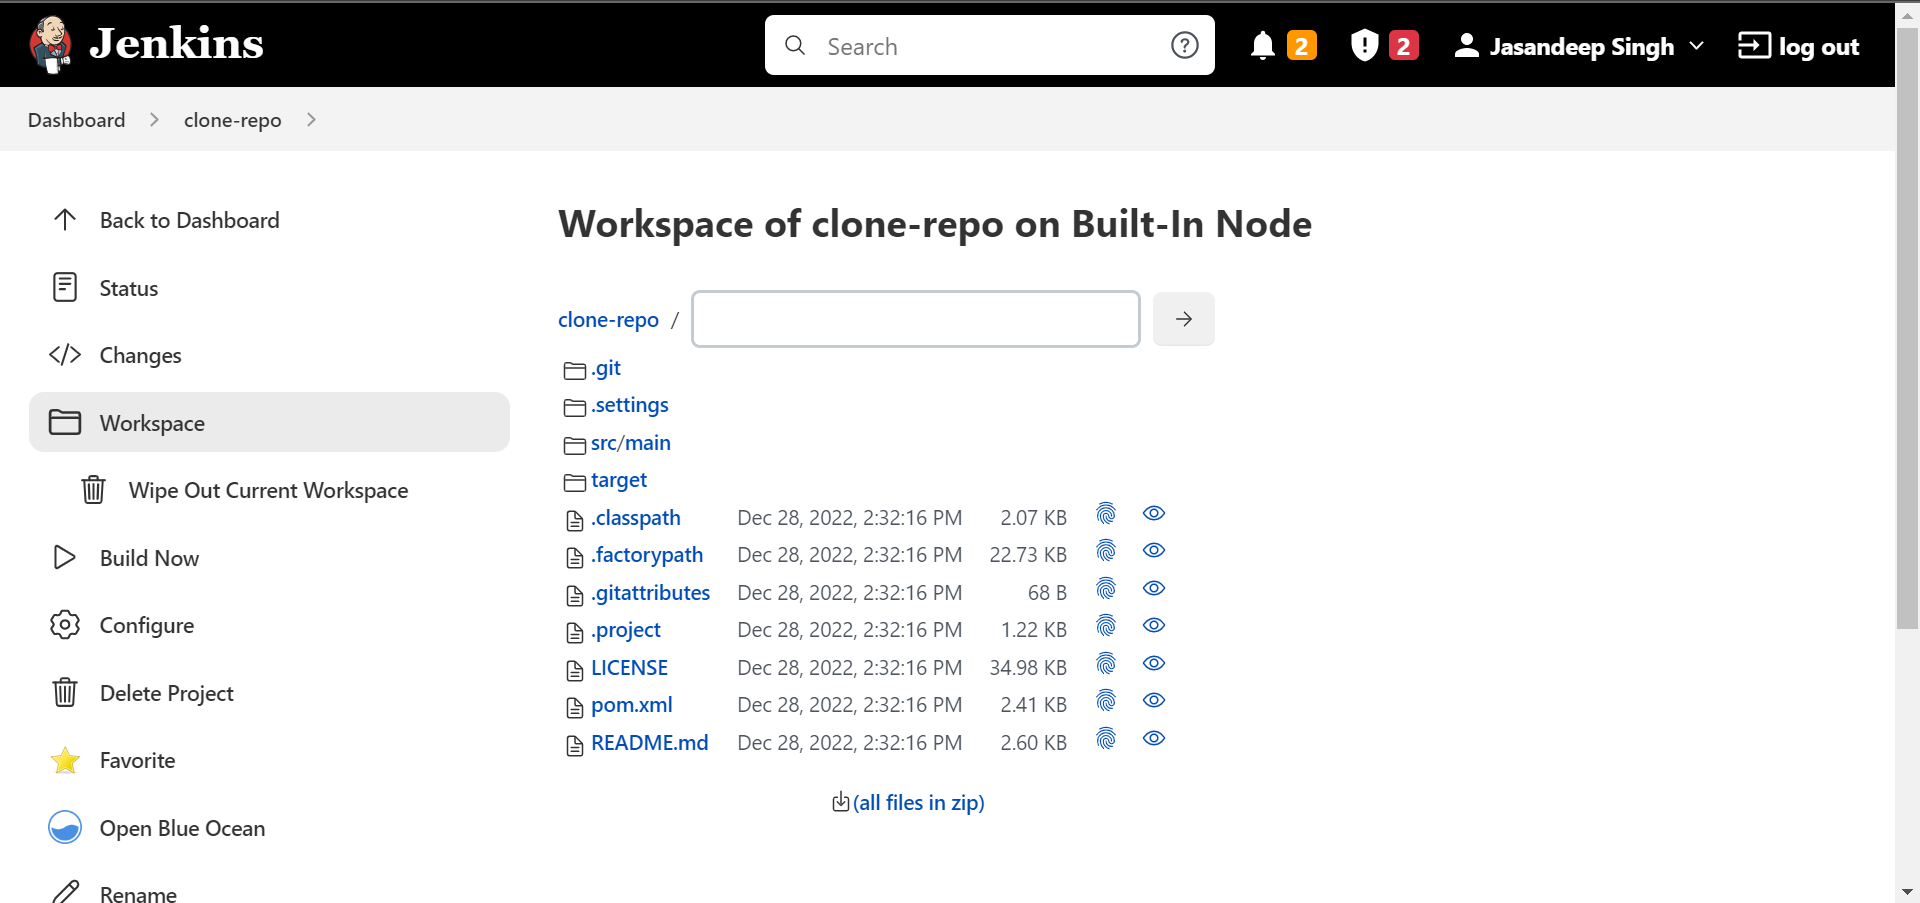 Jenkins
Search
2
2
Jasandeep Singh
log out
Dashboard
clone-repo
Back to Dashboard
Status
Changes
Workspace
Wipe Out Current Workspace
Build Now
Configure
Delete Project
Favorite
Open Blue Ocean
Rename
Workspace of clone-repo on Built-In Node
clone-repo /
.git
.settings
src/main
target
.classpath Dec 28, 2022, 2:32:16 PM 2.07 KB
.factorypath Dec 28, 2022, 2:32:16 PM 22.73 KB
.gitattributes Dec 28, 2022, 2:32:16 PM 68 B
.project Dec 28, 2022, 2:32:16 PM 1.22 KB
LICENSE Dec 28, 2022, 2:32:16 PM 34.98 KB
pom.xml Dec 28, 2022, 2:32:16 PM 2.41 KB
README.md Dec 28, 2022, 2:32:16 PM 2.60 KB
(all files in zip)